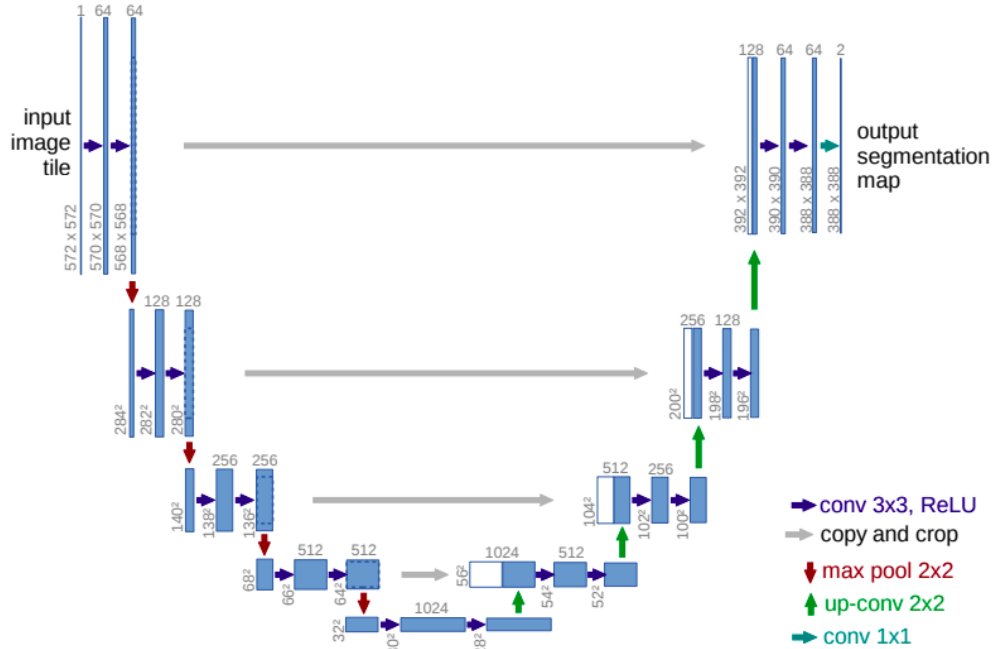 1 64 64
128 64 64 2
input
image
tile
output
segmentation
map
572 x 572
570 x 570
568 x 568
392 x 392
390 x 390
388 x 388
388 x 388
128 128
256 128
284²
282²
280²
200²
198²
196²
256 256
512 256
140²
138²
136²
104²
102²
100²
512 512
1024 512
68²
66²
64²
56²
54²
52²
1024
32²
conv 3x3, ReLU
copy and crop
max pool 2x2
up-conv 2x2
conv 1x1